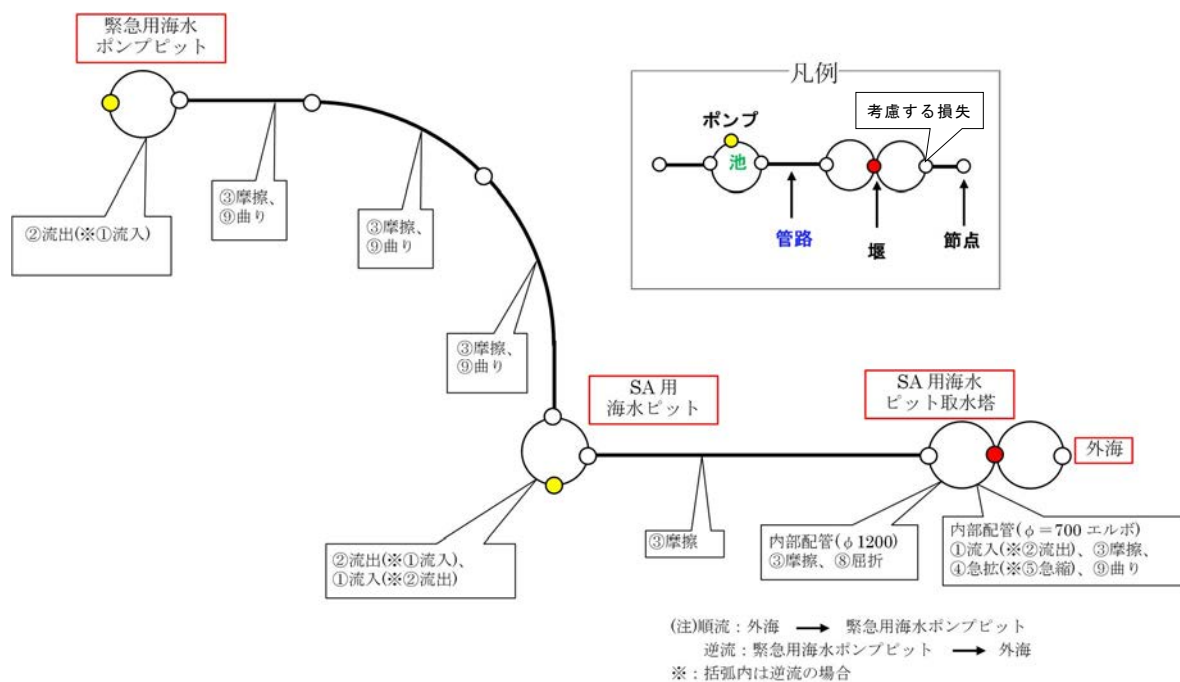 緊急用海水
ポンプピット
凡例
ポンプ
考慮する損失
池
管路
堰
節点
②流出(※①流入)
③摩擦、
⑨曲り
③摩擦、
⑨曲り
③摩擦、
⑨曲り
SA 用
海水ピット
SA 用海水
ピット取水塔
外海
②流出(※①流入)、
①流入(※②流出)
③摩擦
内部配管(φ1200)
③摩擦、⑧屈折
内部配管(φ＝700 エルボ)
①流入(※②流出)、③摩擦、
④急拡(※⑤急縮)、⑨曲り
(注)順流：外海 → 緊急用海水ポンプピット
逆流：緊急用海水ポンプピット → 外海
※：括弧内は逆流の場合